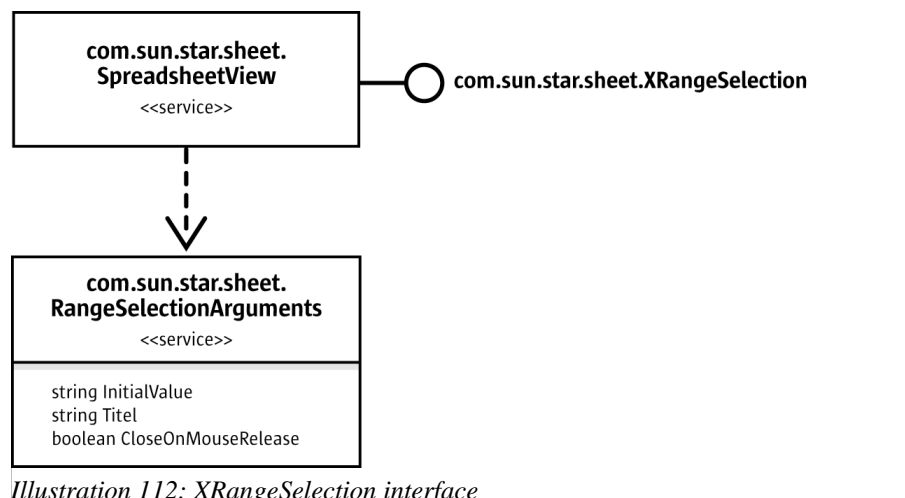 com.sun.star.sheet.
SpreadsheetView
<<service>>
com.sun.star.sheet.XRangeSelection
com.sun.star.sheet.
RangeSelectionArguments
<<service>>
string InitialValue
string Titel
boolean CloseOnMouseRelease
Illustration 112: XRangeSelection interface